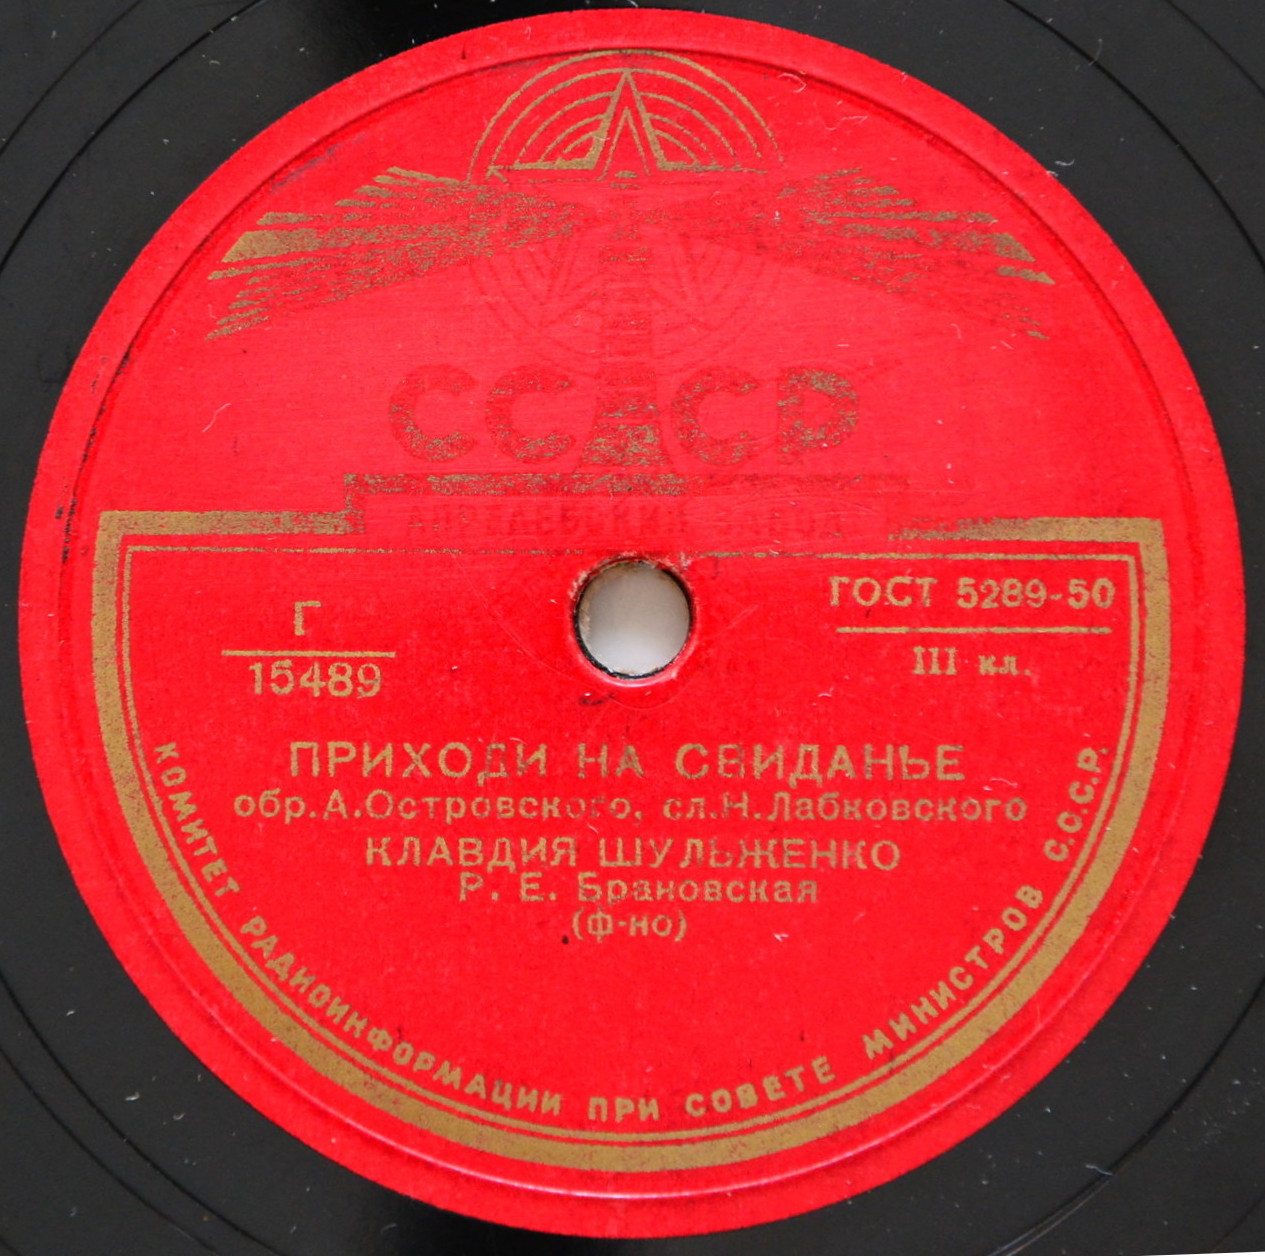 СССР
АПРЕЛЕВСКИЙ ЗАВОД
Г
15489
ГОСТ 5289-50
III кл.
ПРИХОДИ НА СВИДАНЬЕ
обр. А. Островского, сл. Н. Лабковского
КЛАВДИЯ ШУЛЬЖЕНКО
Р. Е. Брановская
(ф-но)
КОМИТЕТ РАДИОИНФОРМАЦИИ ПРИ СОВЕТЕ МИНИСТРОВ С.С.С.Р.